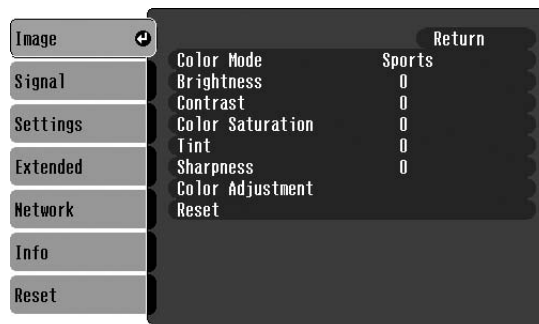 Image
Signal
Settings
Extended
Network
Info
Reset
Return
Color Mode Sports
Brightness 0
Contrast 0
Color Saturation 0
Tint 0
Sharpness 0
Color Adjustment
Reset